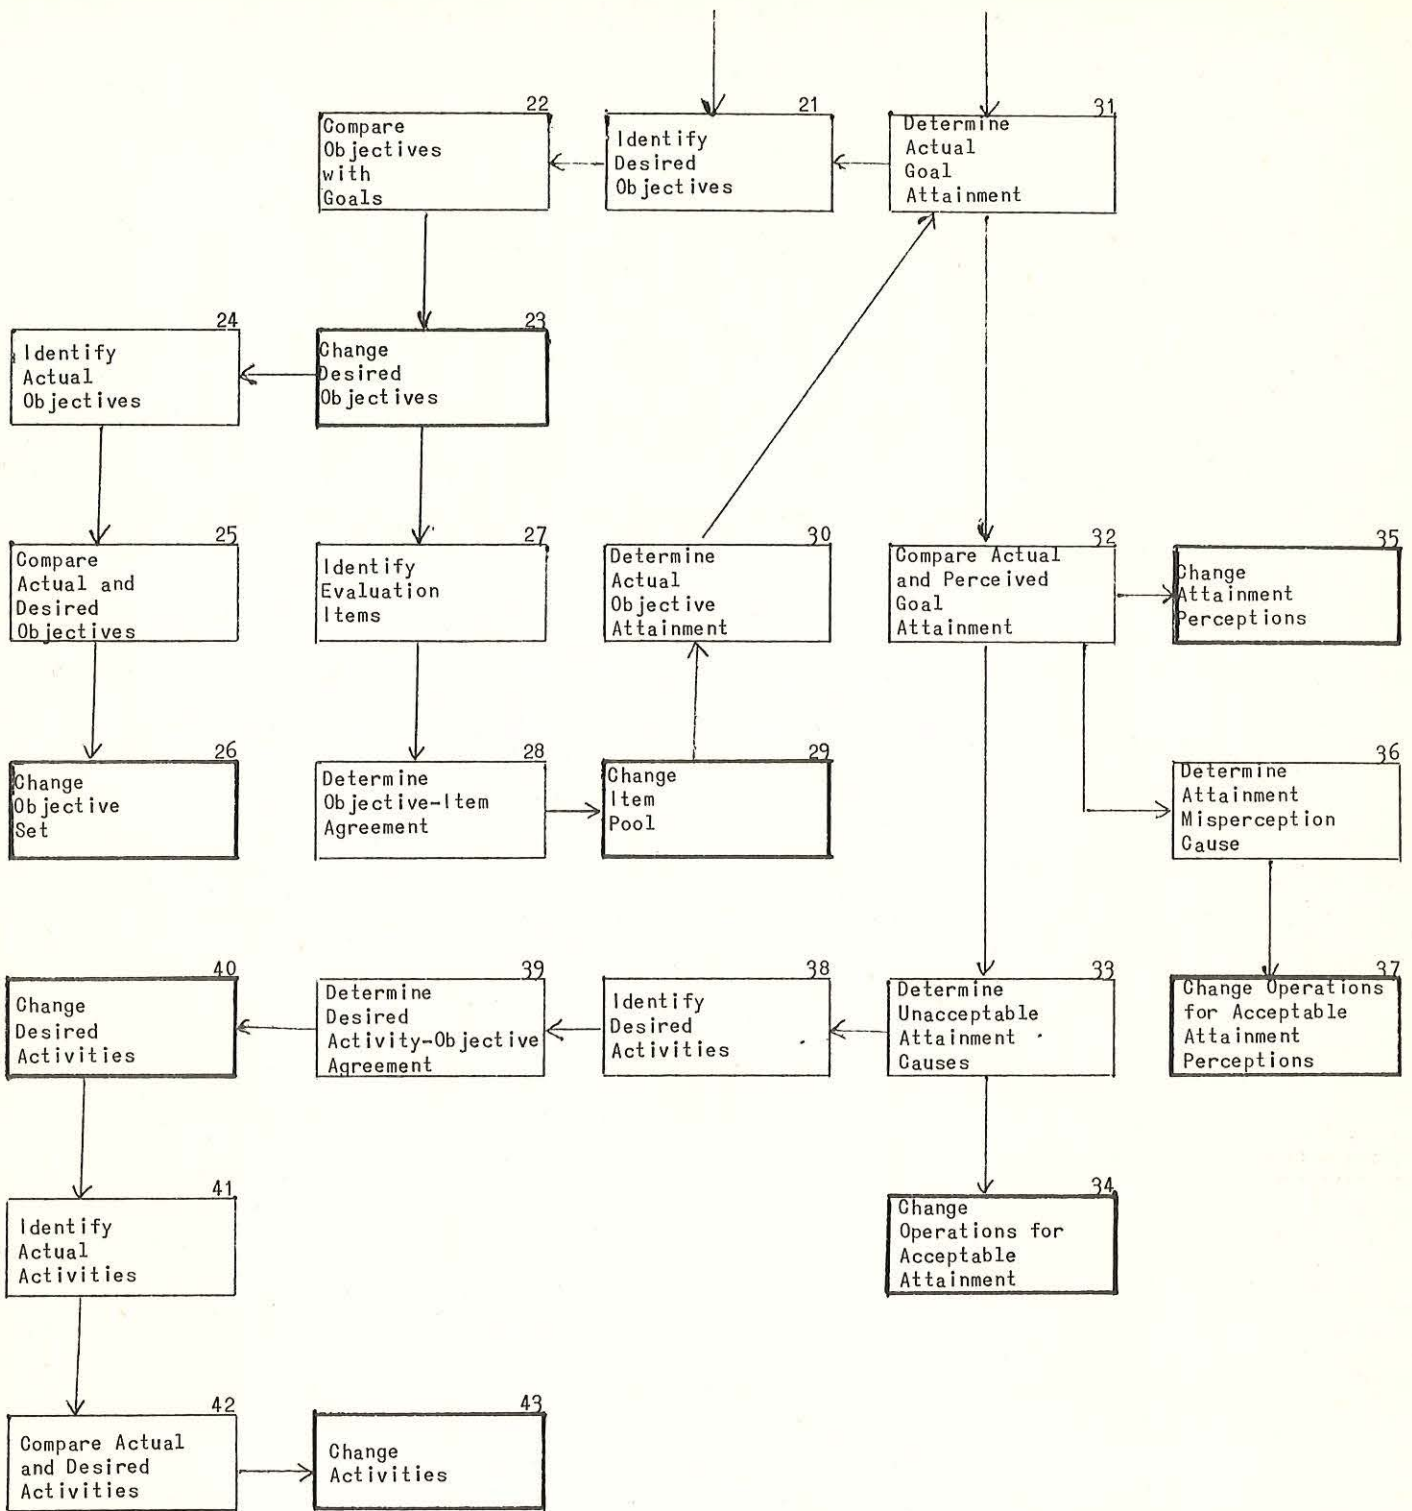 22
Compare
Objectives
with
Goals
21
Identify
Desired
Objectives
31
Determine
Actual
Goal
Attainment
24
Identify
Actual
Objectives
23
Change
Desired
Objectives
25
Compare
Actual and
Desired
Objectives
27
Identify
Evaluation
Items
30
Determine
Actual
Objective
Attainment
32
Compare Actual
and Perceived
Goal
Attainment
35
Change
Attainment
Perceptions
26
Change
Objective
Set
28
Determine
Objective-Item
Agreement
29
Change
Item
Pool
36
Determine
Attainment
Misperception
Cause
40
Change
Desired
Activities
39
Determine
Desired
Activity-Objective
Agreement
38
Identify
Desired
Activities
33
Determine
Unacceptable
Attainment
Causes
37
Change Operations
for Acceptable
Attainment
Perceptions
41
Identify
Actual
Activities
34
Change
Operations for
Acceptable
Attainment
42
Compare Actual
and Desired
Activities
43
Change
Activities